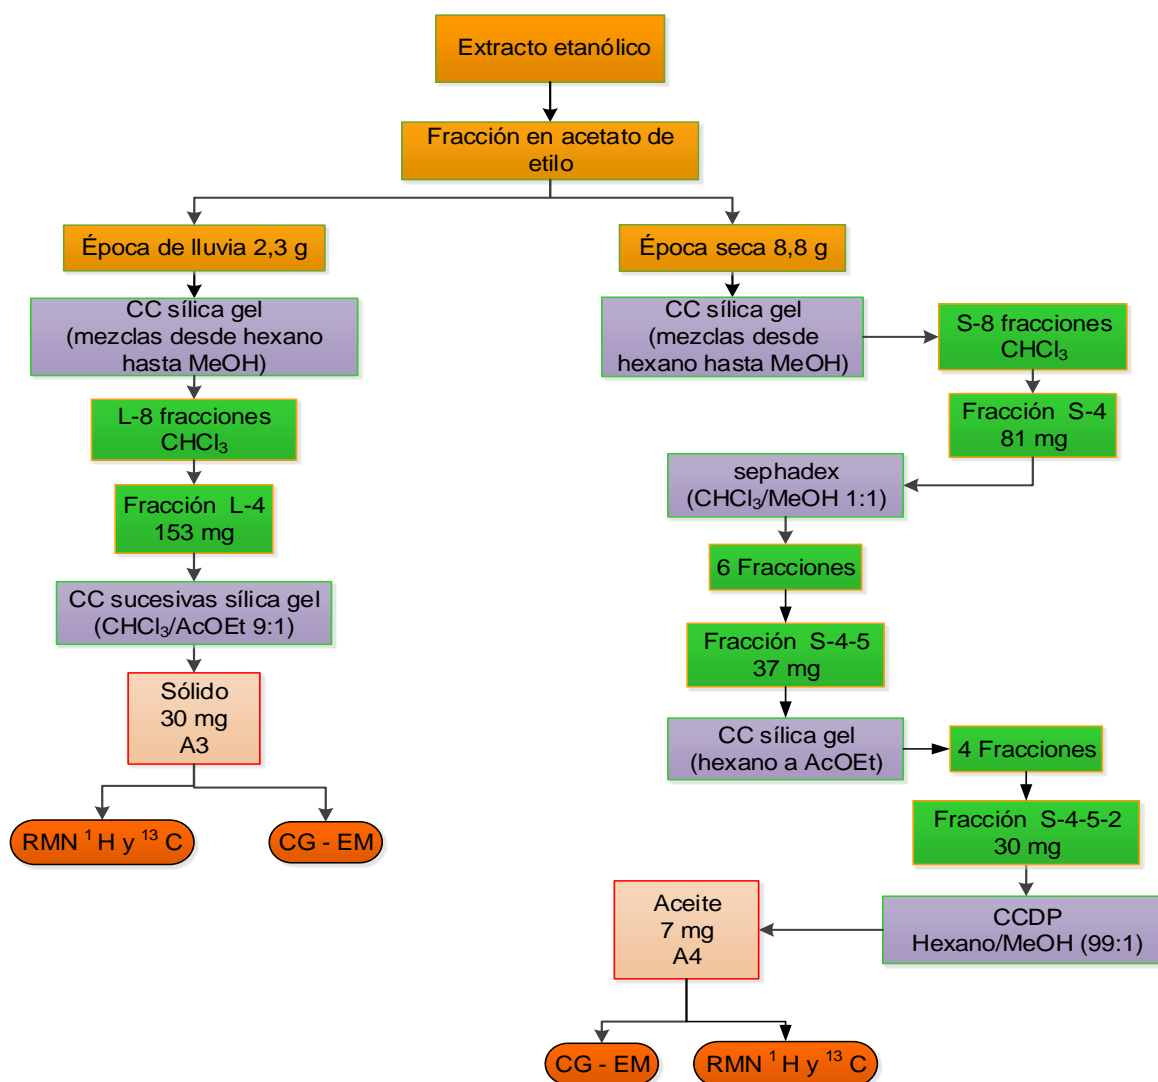 Extracto etanólico
Fracción en acetato de
etilo
Época de lluvia 2,3 g
CC sílica gel
(mezclas desde hexano
hasta MeOH)
L-8 fracciones
CHCl₃
Fracción L-4
153 mg
CC sucesivas sílica gel
(CHCl₃/AcOEt 9:1)
Sólido
30 mg
A3
RMN ¹ H y ¹³ C
CG - EM
Época seca 8,8 g
CC sílica gel
(mezclas desde
hexano hasta MeOH)
S-8 fracciones
CHCl₃
Fracción S-4
81 mg
sephadex
(CHCl₃/MeOH 1:1)
6 Fracciones
Fracción S-4-5
37 mg
CC sílica gel
(hexano a AcOEt)
4 Fracciones
Fracción S-4-5-2
30 mg
CCDP
Hexano/MeOH (99:1)
Aceite
7 mg
A4
CG - EM
RMN ¹ H y ¹³ C